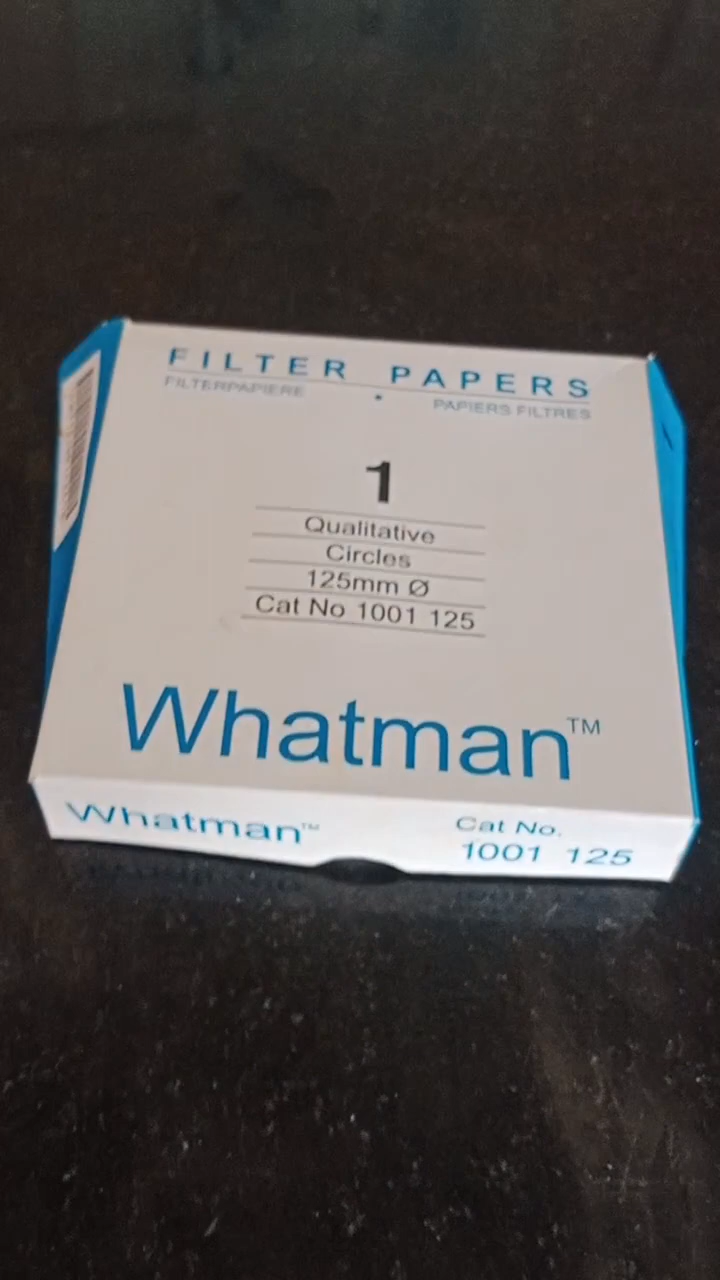 FILTER PAPERS
FILTERPAPIERE • PAPIERS FILTRES
1
Qualitative
Circles
125mm Ø
Cat No 1001 125
Whatman™
Whatman™
Cat No.
1001 125